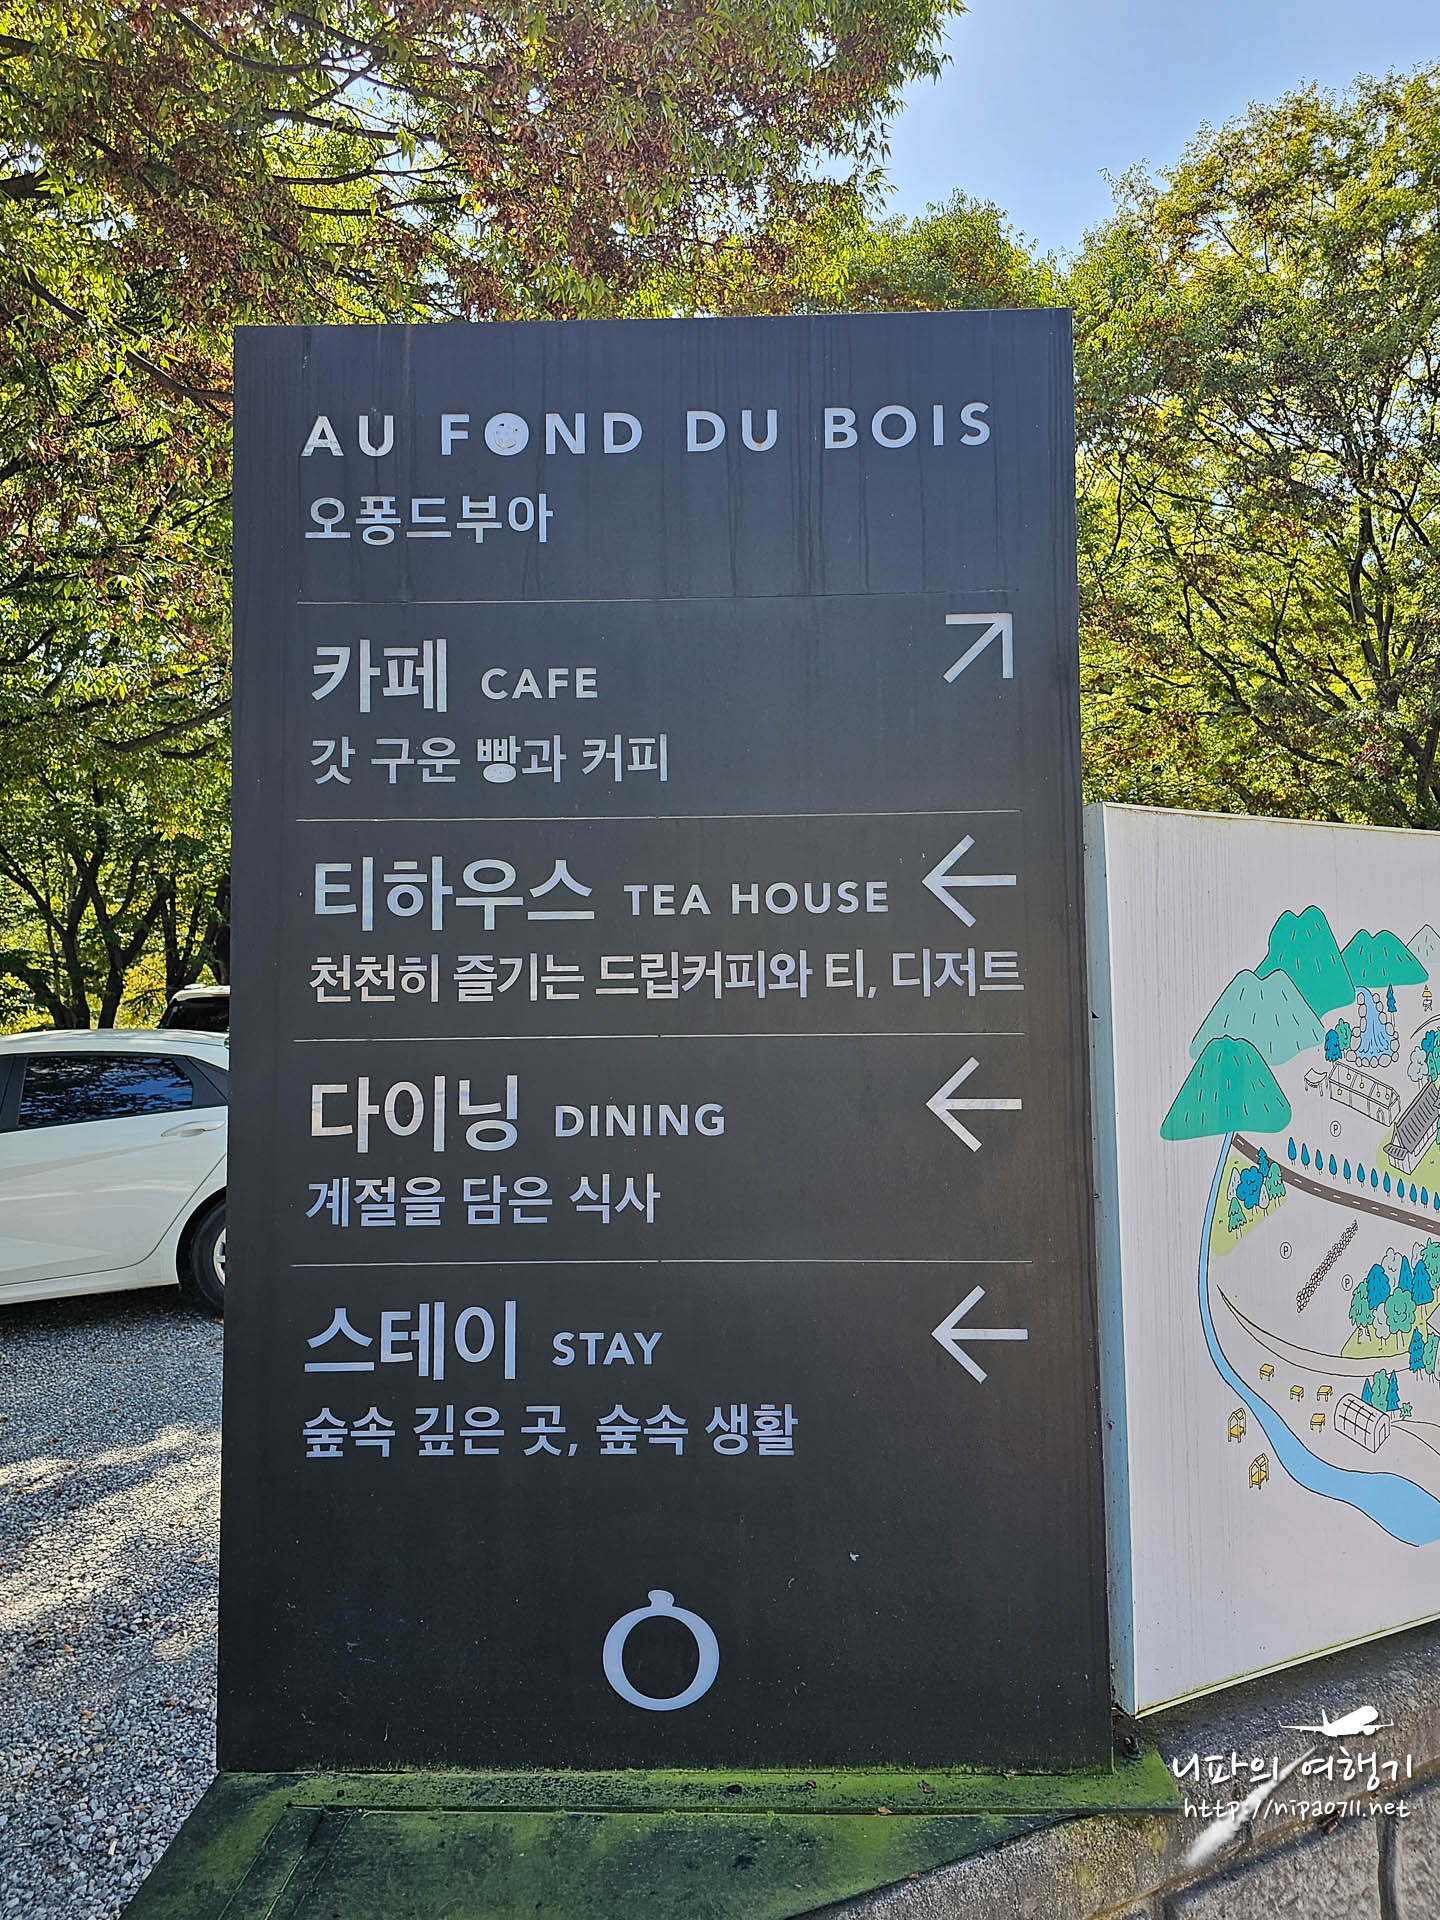 AU FOND DU BOIS
오퐁드부아
카페 CAFE
갓 구운 빵과 커피
티하우스 TEA HOUSE
천천히 즐기는 드립커피와 티, 디저트
다이닝 DINING
계절을 담은 식사
스테이 STAY
숲속 깊은 곳, 숲속 생활
P
P
P
니파의 여행기
http://nipa0711.net